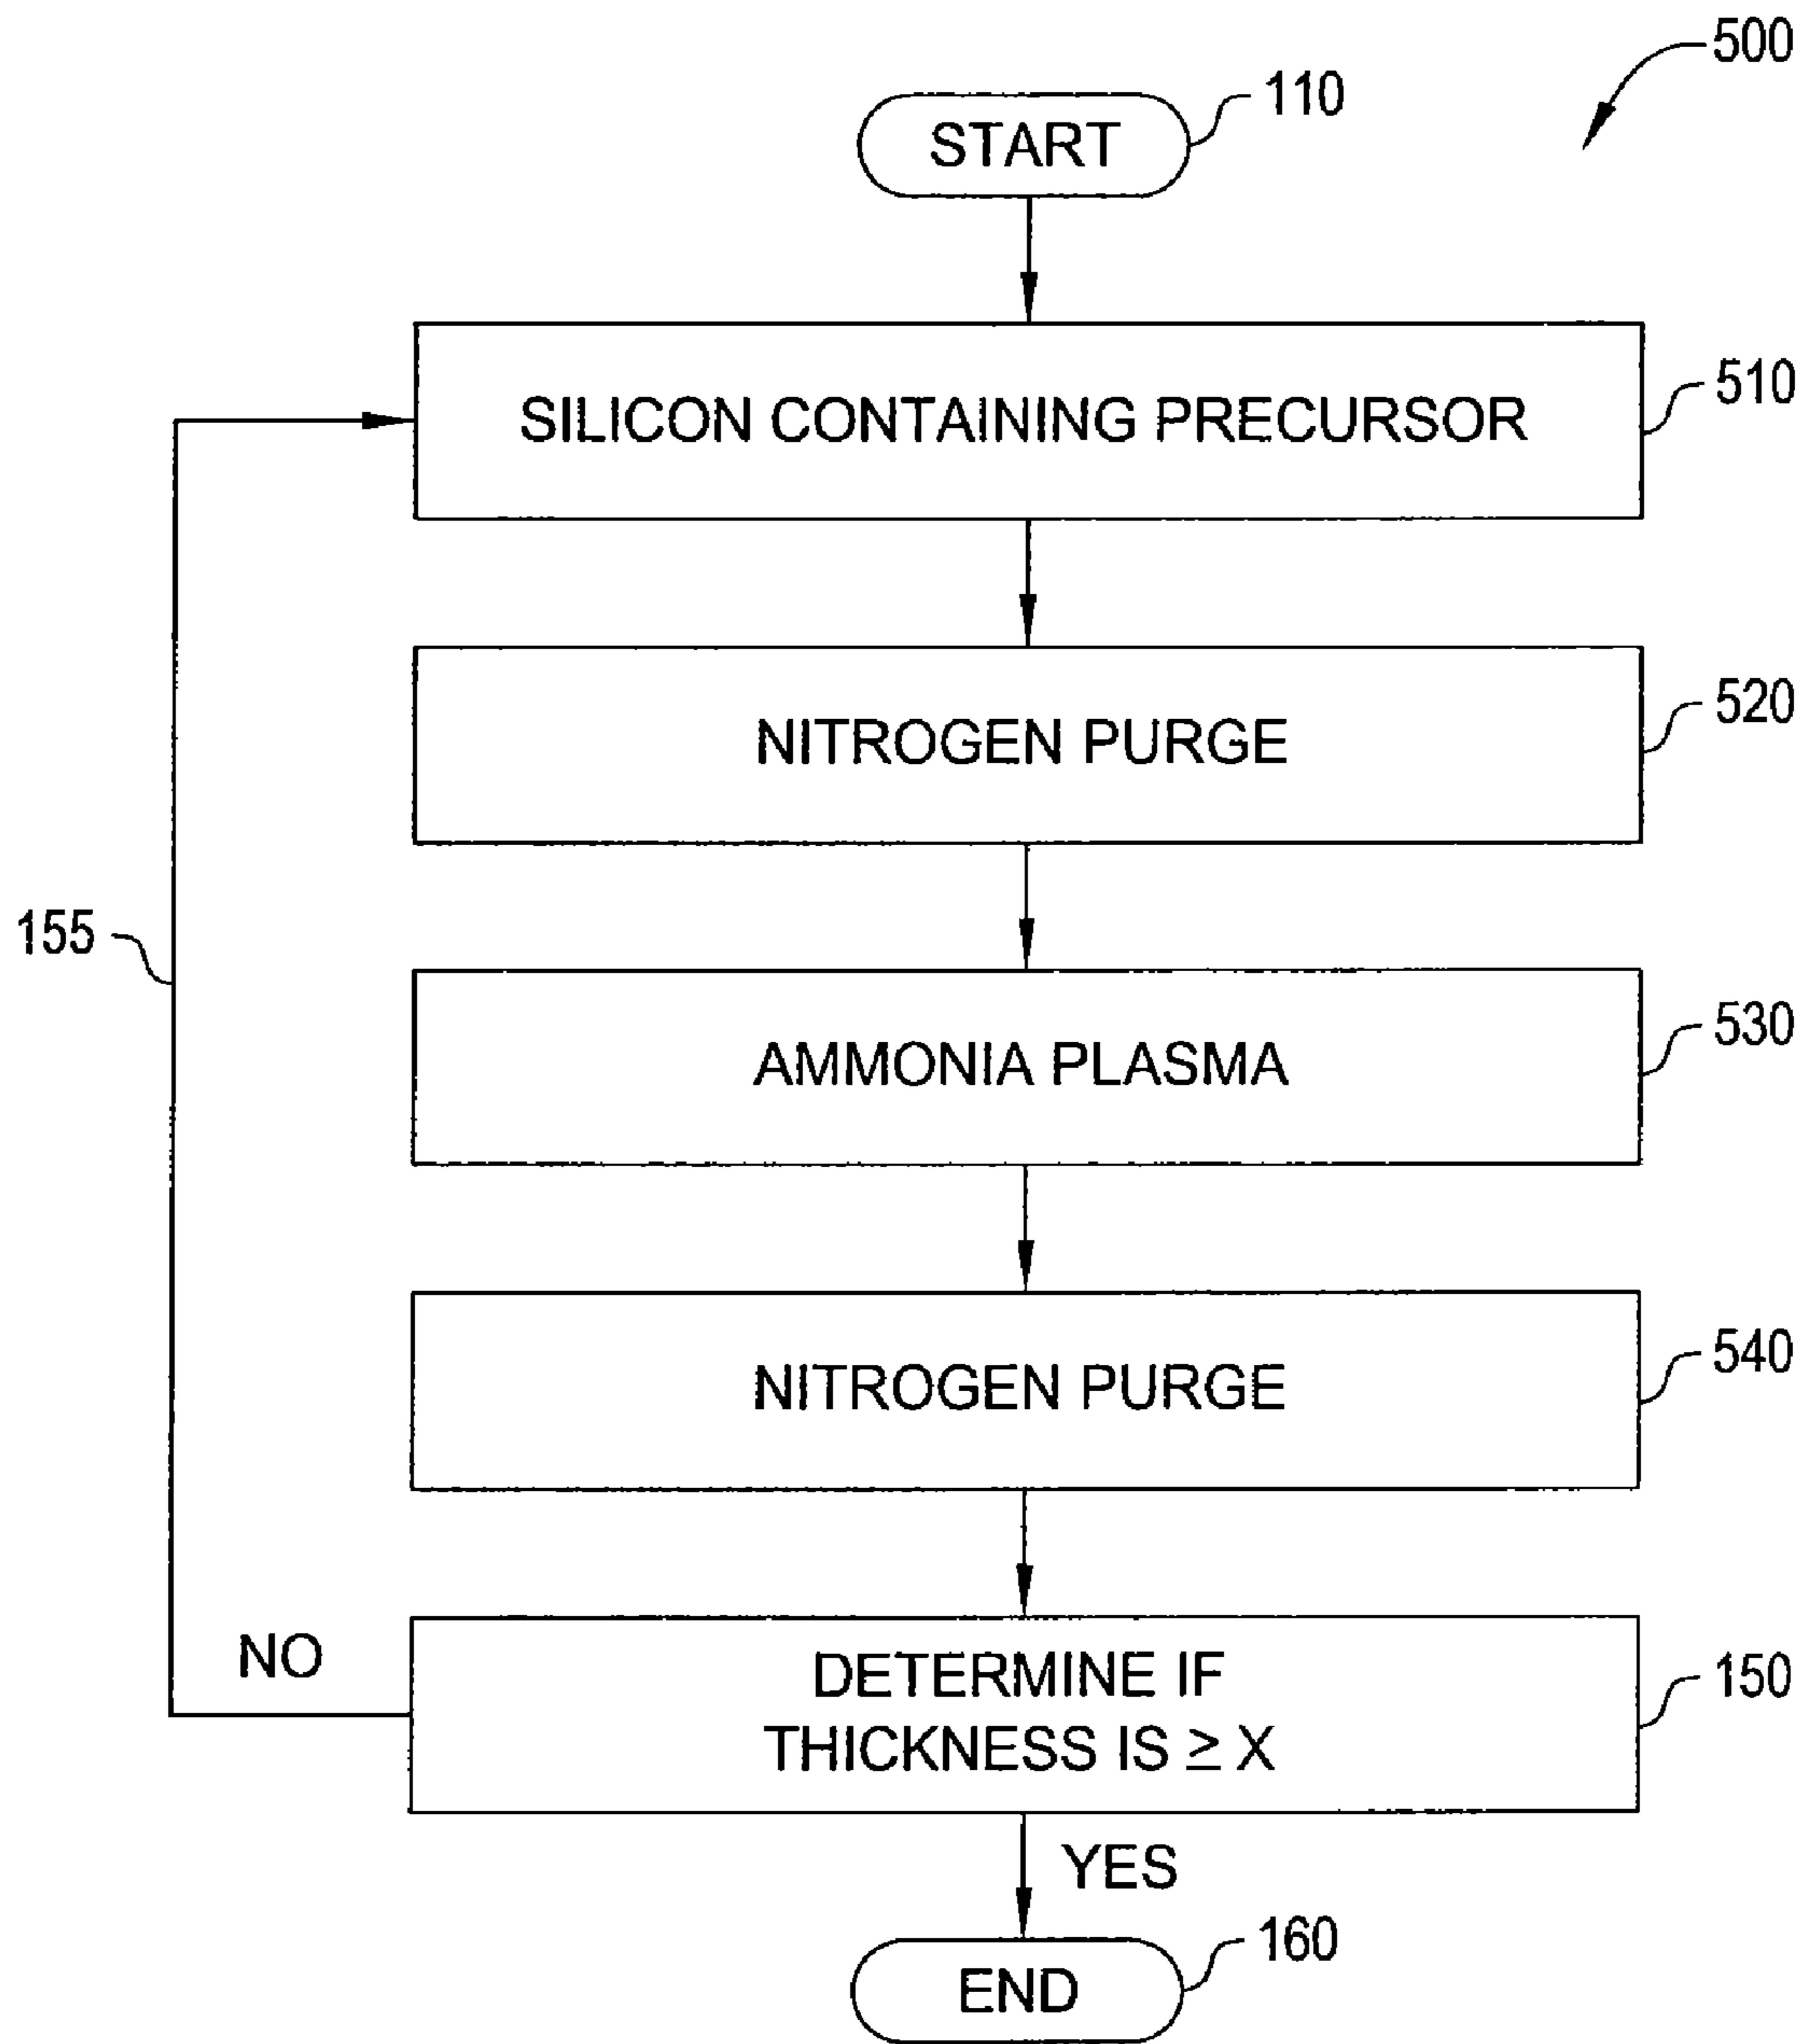 500
110
START
SILICON CONTAINING PRECURSOR
510
NITROGEN PURGE
520
155
AMMONIA PLASMA
530
NITROGEN PURGE
540
NO
DETERMINE IF
THICKNESS IS ≥ X
150
YES
160
END